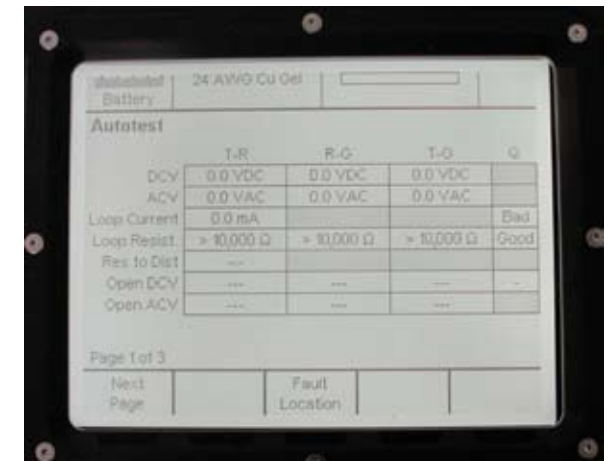 Battery 24 AWG Cu Gel
Autotest
T-R R-G T-G Q
DCV 0.0 VDC 0.0 VDC 0.0 VDC
ACV 0.0 VAC 0.0 VAC 0.0 VAC
Loop Current 0.0 mA Bad
Loop Resist. > 10,000 Ω > 10,000 Ω > 10,000 Ω Good
Res to Dist ---
Open DCV --- --- --- -
Open ACV --- --- ---
Page 1 of 3
Next Fault
Page Location